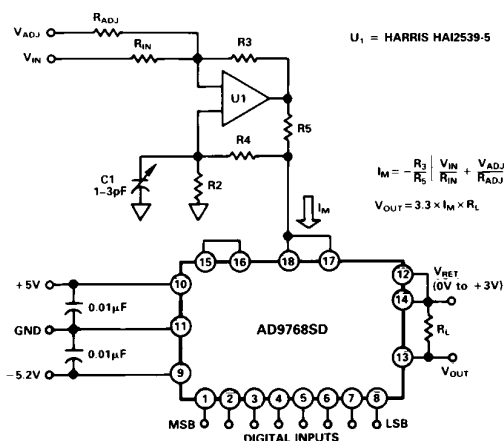 V_ADJ
R_ADJ
V_IN
R_IN
R3
U1
R5
R4
C1
1–3pF
R2
I_M
U₁ = HARRIS HAI2539-5
I_M = – R₃/R₅ | V_IN/R_IN + V_ADJ/R_ADJ
V_OUT = 3.3 × I_M × R_L
15
16
18
17
+5V
10
0.01µF
GND
11
0.01µF
–5.2V
9
AD9768SD
12
V_RET
(0V to +3V)
14
R_L
13
V_OUT
1
2
3
4
5
6
7
8
MSB
LSB
DIGITAL INPUTS